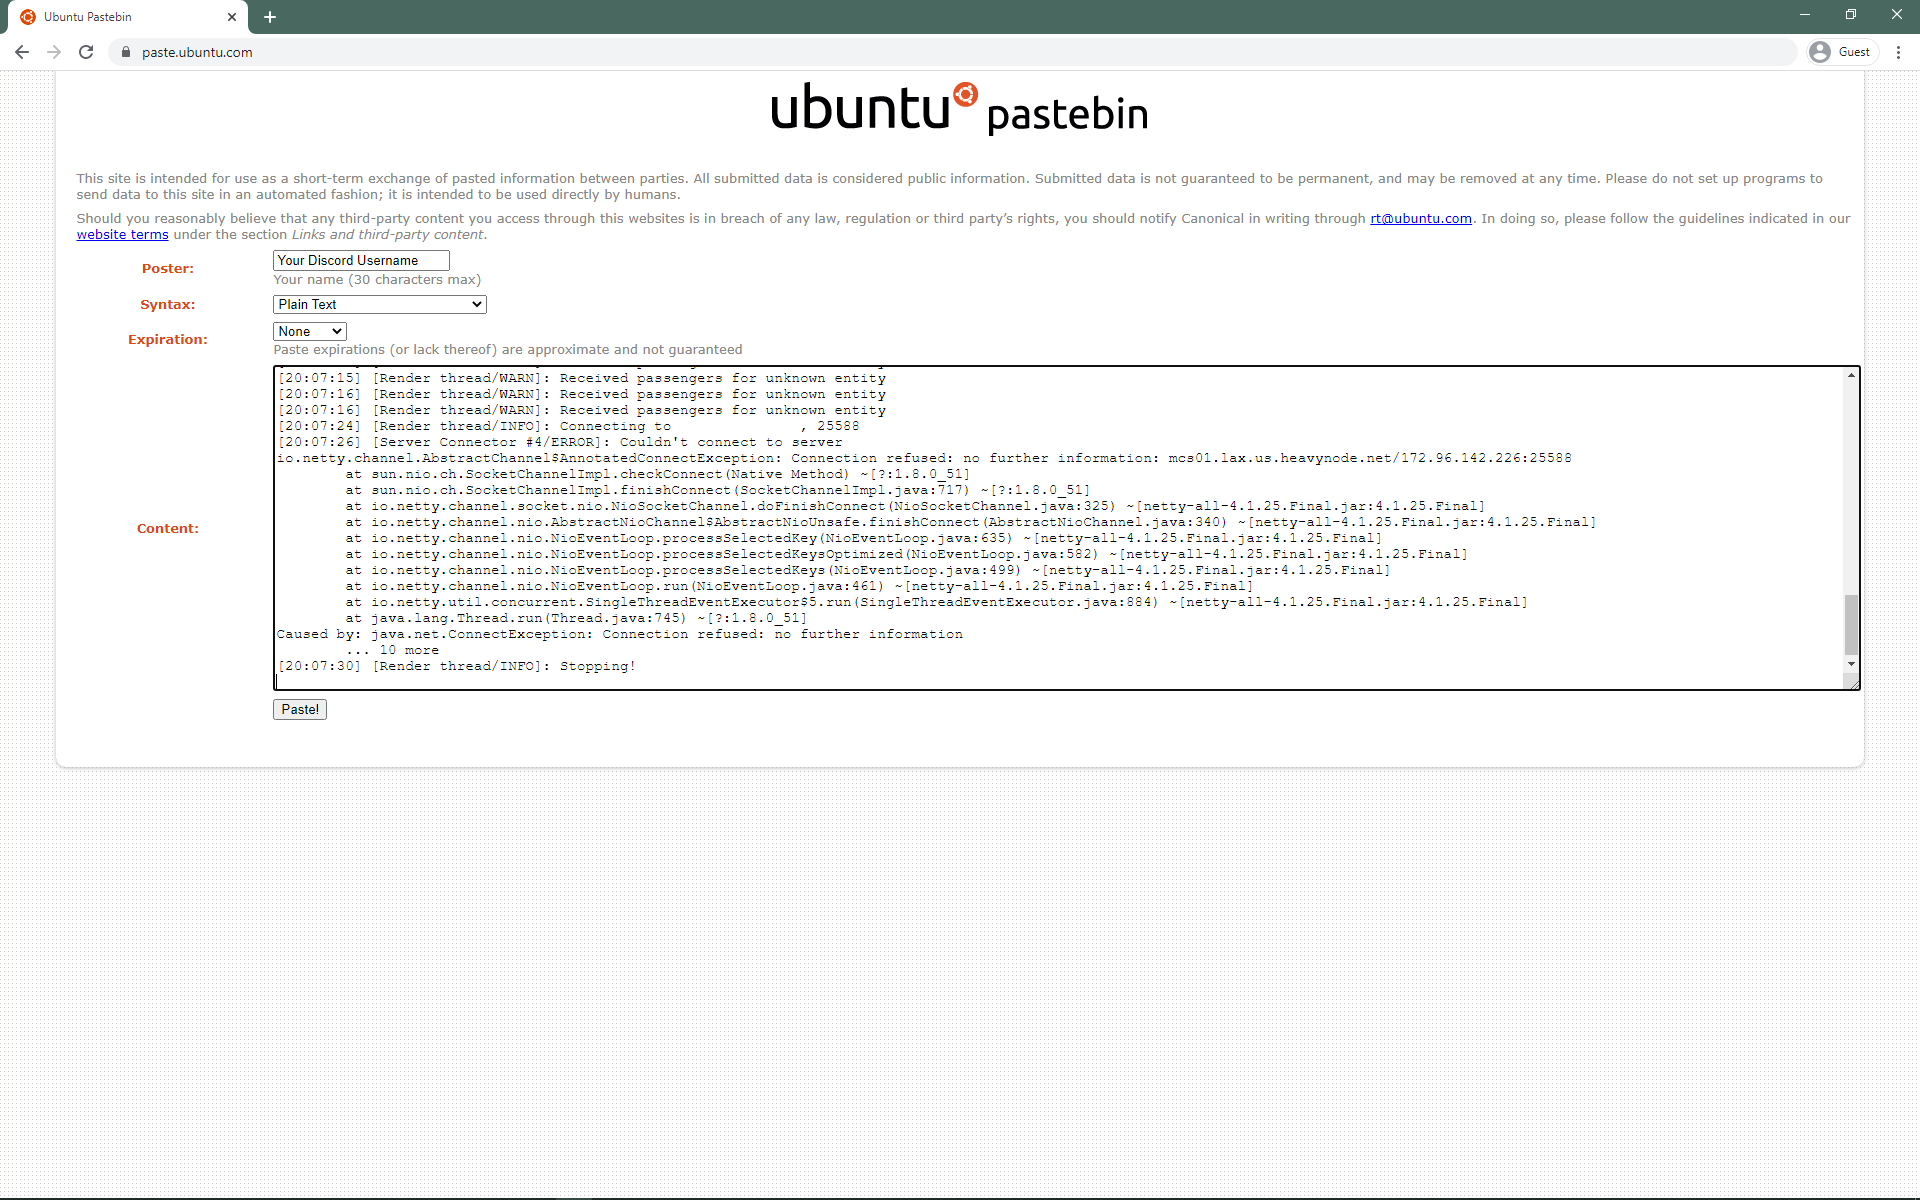 Ubuntu Pastebin
paste.ubuntu.com
Guest
ubuntu pastebin
This site is intended for use as a short-term exchange of pasted information between parties. All submitted data is considered public information. Submitted data is not guaranteed to be permanent, and may be removed at any time. Please do not set up programs to
send data to this site in an automated fashion; it is intended to be used directly by humans.
Should you reasonably believe that any third-party content you access through this websites is in breach of any law, regulation or third party’s rights, you should notify Canonical in writing through rt@ubuntu.com. In doing so, please follow the guidelines indicated in our
website terms under the section Links and third-party content.
Poster:
Your Discord Username
Your name (30 characters max)
Syntax:
Plain Text
Expiration:
None
Paste expirations (or lack thereof) are approximate and not guaranteed
Content:
[20:07:15] [Render thread/WARN]: Received passengers for unknown entity
[20:07:16] [Render thread/WARN]: Received passengers for unknown entity
[20:07:16] [Render thread/WARN]: Received passengers for unknown entity
[20:07:24] [Render thread/INFO]: Connecting to , 25588
[20:07:26] [Server Connector #4/ERROR]: Couldn't connect to server
io.netty.channel.AbstractChannel$AnnotatedConnectException: Connection refused: no further information: mcs01.lax.us.heavynode.net/172.96.142.226:25588
at sun.nio.ch.SocketChannelImpl.checkConnect(Native Method) ~[?:1.8.0_51]
at sun.nio.ch.SocketChannelImpl.finishConnect(SocketChannelImpl.java:717) ~[?:1.8.0_51]
at io.netty.channel.socket.nio.NioSocketChannel.doFinishConnect(NioSocketChannel.java:325) ~[netty-all-4.1.25.Final.jar:4.1.25.Final]
at io.netty.channel.nio.AbstractNioChannel$AbstractNioUnsafe.finishConnect(AbstractNioChannel.java:340) ~[netty-all-4.1.25.Final.jar:4.1.25.Final]
at io.netty.channel.nio.NioEventLoop.processSelectedKey(NioEventLoop.java:635) ~[netty-all-4.1.25.Final.jar:4.1.25.Final]
at io.netty.channel.nio.NioEventLoop.processSelectedKeysOptimized(NioEventLoop.java:582) ~[netty-all-4.1.25.Final.jar:4.1.25.Final]
at io.netty.channel.nio.NioEventLoop.processSelectedKeys(NioEventLoop.java:499) ~[netty-all-4.1.25.Final.jar:4.1.25.Final]
at io.netty.channel.nio.NioEventLoop.run(NioEventLoop.java:461) ~[netty-all-4.1.25.Final.jar:4.1.25.Final]
at io.netty.util.concurrent.SingleThreadEventExecutor$5.run(SingleThreadEventExecutor.java:884) ~[netty-all-4.1.25.Final.jar:4.1.25.Final]
at java.lang.Thread.run(Thread.java:745) ~[?:1.8.0_51]
Caused by: java.net.ConnectException: Connection refused: no further information
... 10 more
[20:07:30] [Render thread/INFO]: Stopping!
Paste!